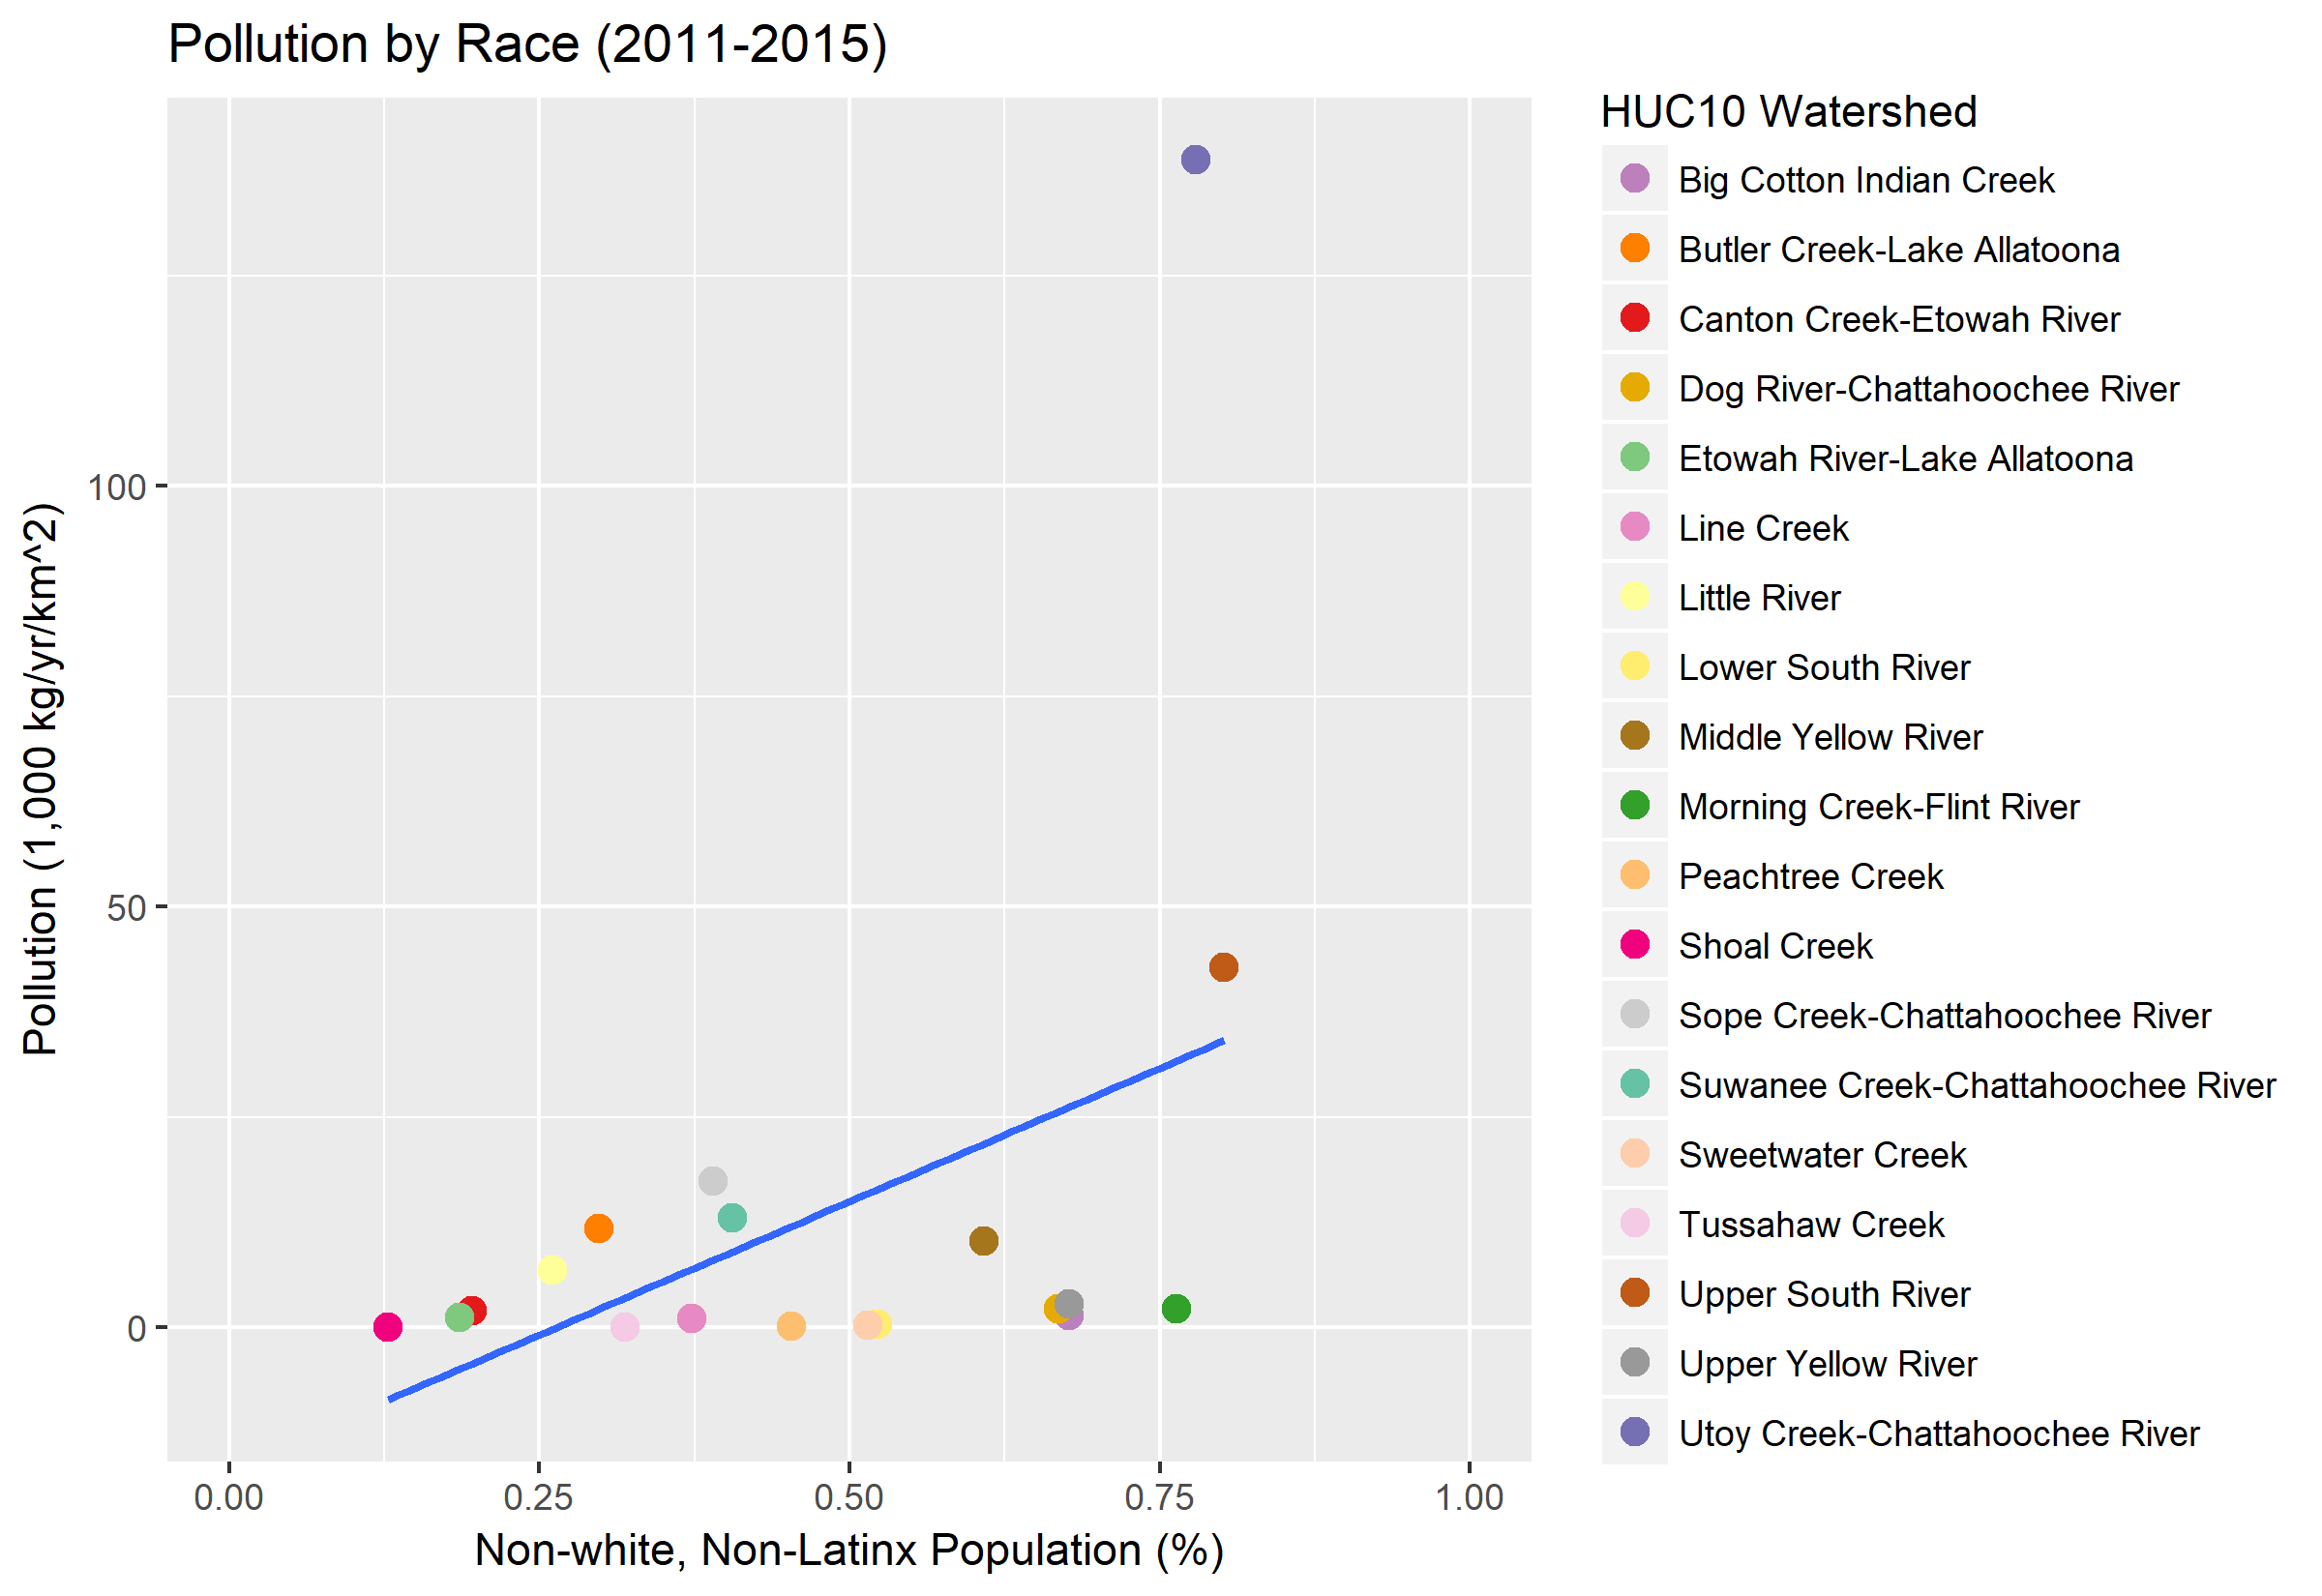 Pollution by Race (2011-2015)
Pollution (1,000 kg/yr/km^2)
100
50
0
0.00
0.25
0.50
0.75
1.00
Non-white, Non-Latinx Population (%)
HUC10 Watershed
Big Cotton Indian Creek
Butler Creek-Lake Allatoona
Canton Creek-Etowah River
Dog River-Chattahoochee River
Etowah River-Lake Allatoona
Line Creek
Little River
Lower South River
Middle Yellow River
Morning Creek-Flint River
Peachtree Creek
Shoal Creek
Sope Creek-Chattahoochee River
Suwanee Creek-Chattahoochee River
Sweetwater Creek
Tussahaw Creek
Upper South River
Upper Yellow River
Utoy Creek-Chattahoochee River